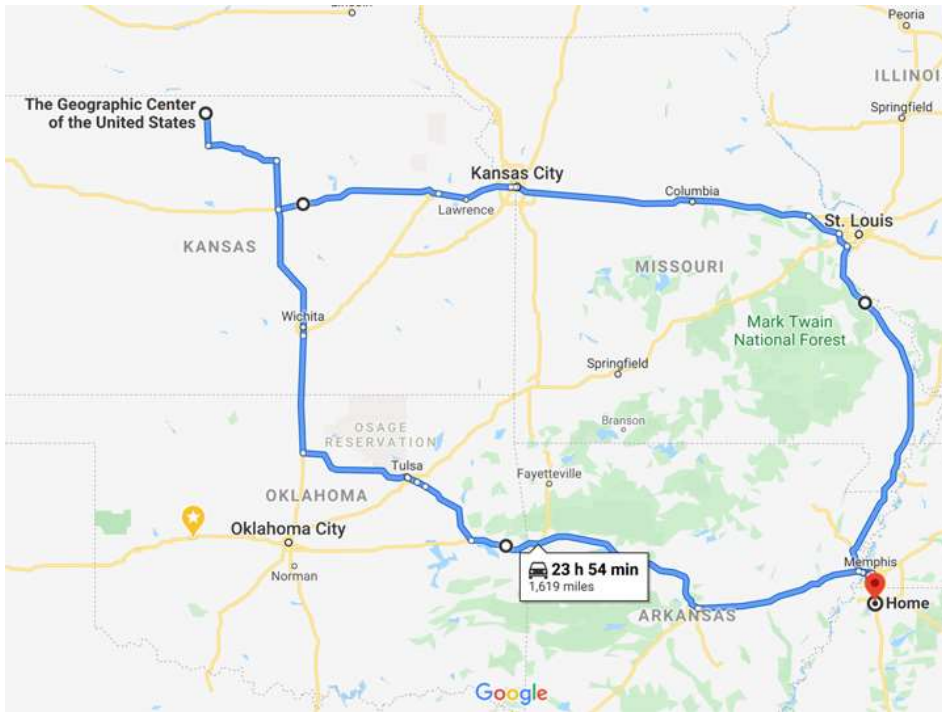 Lincoln
Peoria
ILLINOI
The Geographic Center
of the United States
Springfield
Kansas City
Lawrence
Columbia
St. Louis
KANSAS
MISSOURI
Wichita
Mark Twain
National Forest
Springfield
OSAGE
RESERVATION
Branson
Tulsa
Fayetteville
OKLAHOMA
Oklahoma City
Norman
23 h 54 min
1,619 miles
Memphis
Home
ARKANSAS
Google